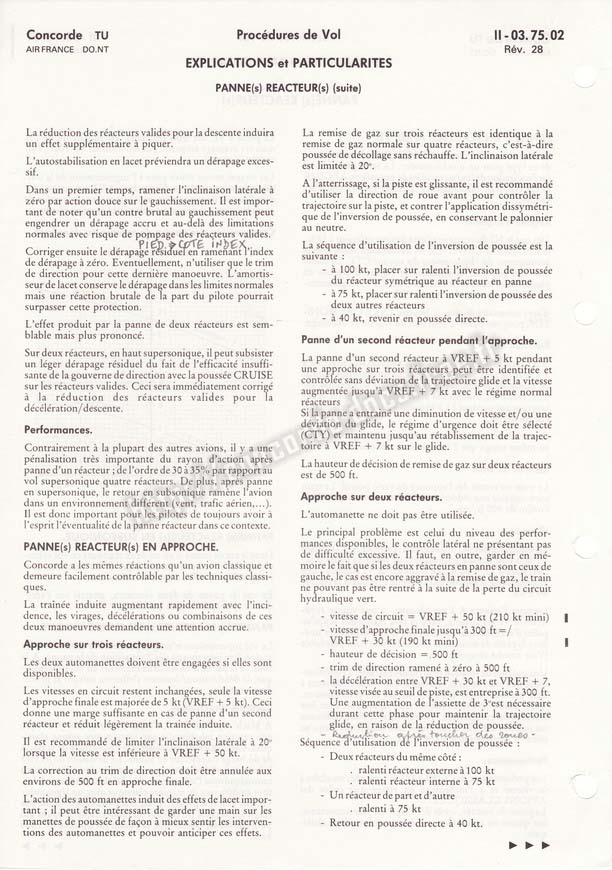 Concorde TU
AIR FRANCE DO.NT
Procédures de Vol
II - 03.75.02
Rév. 28
EXPLICATIONS et PARTICULARITES
PANNE(s) REACTEUR(s) (suite)
La réduction des réacteurs valides pour la descente induira
un effet supplémentaire à piquer.
L'autostabilisation en lacet préviendra un dérapage exces-
sif.
Dans un premier temps, ramener l'inclinaison latérale à
zéro par action douce sur le gauchissement. Il est impor-
tant de noter qu'un contre brutal au gauchissement peut
engendrer un dérapage accru et au-delà des limitations
normales avec risque de pompage des réacteurs valides.
PIED → COTE INDEX
Corriger ensuite le dérapage résiduel en ramenant l'index
de dérapage à zéro. Eventuellement, n'utiliser que le trim
de direction pour cette dernière manoeuvre. L'amortis-
seur de lacet conserve le dérapage dans les limites normales
mais une réaction brutale de la part du pilote pourrait
surpasser cette protection.
L'effet produit par la panne de deux réacteurs est sem-
blable mais plus prononcé.
Sur deux réacteurs, en haut supersonique, il peut subsister
un léger dérapage résiduel du fait de l'efficacité insuffi-
sante de la gouverne de direction avec la poussée CRUISE
sur les réacteurs valides. Ceci sera immédiatement corrigé
à la réduction des réacteurs valides pour la
décélération/descente.
Performances.
Contrairement à la plupart des autres avions, il y a une
pénalisation très importante du rayon d'action après
panne d'un réacteur ; de l'ordre de 30 à 35% par rapport au
vol supersonique quatre réacteurs. De plus, après panne
en supersonique, le retour en subsonique ramène l'avion
dans un environnement différent (vent, trafic aérien,...).
Il est donc important pour les pilotes de toujours avoir à
l'esprit l'éventualité de la panne réacteur dans ce contexte.
PANNE(s) REACTEUR(s) EN APPROCHE.
Concorde a les mêmes réactions qu'un avion classique et
demeure facilement contrôlable par les techniques classi-
ques.
La trainée induite augmentant rapidement avec l'inci-
dence, les virages, décélérations ou combinaisons de ces
deux manoeuvres demandent une attention accrue.
Approche sur trois réacteurs.
Les deux automanettes doivent être engagées si elles sont
disponibles.
Les vitesses en circuit restent inchangées, seule la vitesse
d'approche finale est majorée de 5 kt (VREF + 5 kt). Ceci
donne une marge suffisante en cas de panne d'un second
réacteur et réduit légèrement la trainée induite.
Il est recommandé de limiter l'inclinaison latérale à 20°
lorsque la vitesse est inférieure à VREF + 50 kt.
La correction au trim de direction doit être annulée aux
environs de 500 ft en approche finale.
L'action des automanettes induit des effets de lacet impor-
tant ; il peut être intéressant de garder une main sur les
manettes de poussée de façon à mieux sentir les interven-
tions des automanettes et pouvoir anticiper ces effets.
La remise de gaz sur trois réacteurs est identique à la
remise de gaz normale sur quatre réacteurs, c'est-à-dire
poussée de décollage sans réchauffe. L'inclinaison latérale
est limitée à 20°.
A l'atterrissage, si la piste est glissante, il est recommandé
d'utiliser la direction de roue avant pour contrôler la
trajectoire sur la piste, et contrer l'application dissymétri-
que de l'inversion de poussée, en conservant le palonnier
au neutre.
La séquence d'utilisation de l'inversion de poussée est la
suivante :
- à 100 kt, placer sur ralenti l'inversion de poussée
du réacteur symétrique au réacteur en panne
- à 75 kt, placer sur ralenti l'inversion de poussée des
deux autres réacteurs
- à 40 kt, revenir en poussée directe.
Panne d'un second réacteur pendant l'approche.
La panne d'un second réacteur à VREF + 5 kt pendant
une approche sur trois réacteurs peut être identifiée et
contrôlée sans déviation de la trajectoire glide et la vitesse
augmentée jusqu'à VREF + 7 kt avec le régime normal
réacteurs
Si la panne a entrainé une diminution de vitesse et/ou une
déviation du glide, le régime d'urgence doit être sélecté
(CTY) et maintenu jusqu'au rétablissement de la trajec-
toire à VREF + 7 kt sur le glide.
La hauteur de décision de remise de gaz sur deux réacteurs
est de 500 ft.
Approche sur deux réacteurs.
L'automanette ne doit pas être utilisée.
Le principal problème est celui du niveau des perfor-
mances disponibles, le contrôle latéral ne présentant pas
de difficulté excessive. Il faut, en outre, garder en mé-
moire le fait que si les deux réacteurs en panne sont ceux de
gauche, le cas est encore aggravé à la remise de gaz, le train
ne pouvant pas être rentré à la suite de la perte du circuit
hydraulique vert.
- vitesse de circuit = VREF + 50 kt (210 kt mini)
- vitesse d'approche finale jusqu'à 300 ft =/
VREF + 30 kt (190 kt mini)
- hauteur de décision = 500 ft
- trim de direction ramené à zéro à 500 ft
- la décélération entre VREF + 30 kt et VREF + 7,
vitesse visée au seuil de piste, est entreprise à 300 ft.
Une augmentation de l'assiette de 3° est nécessaire
durant cette phase pour maintenir la trajectoire
glide, en raison de la réduction de poussée.
- Réduction après toucher des roues -
Séquence d'utilisation de l'inversion de poussée :
- Deux réacteurs du même côté :
. ralenti réacteur externe à 100 kt
. ralenti réacteur interne à 75 kt
- Un réacteur de part et d'autre
. ralenti à 75 kt
- Retour en poussée directe à 40 kt.